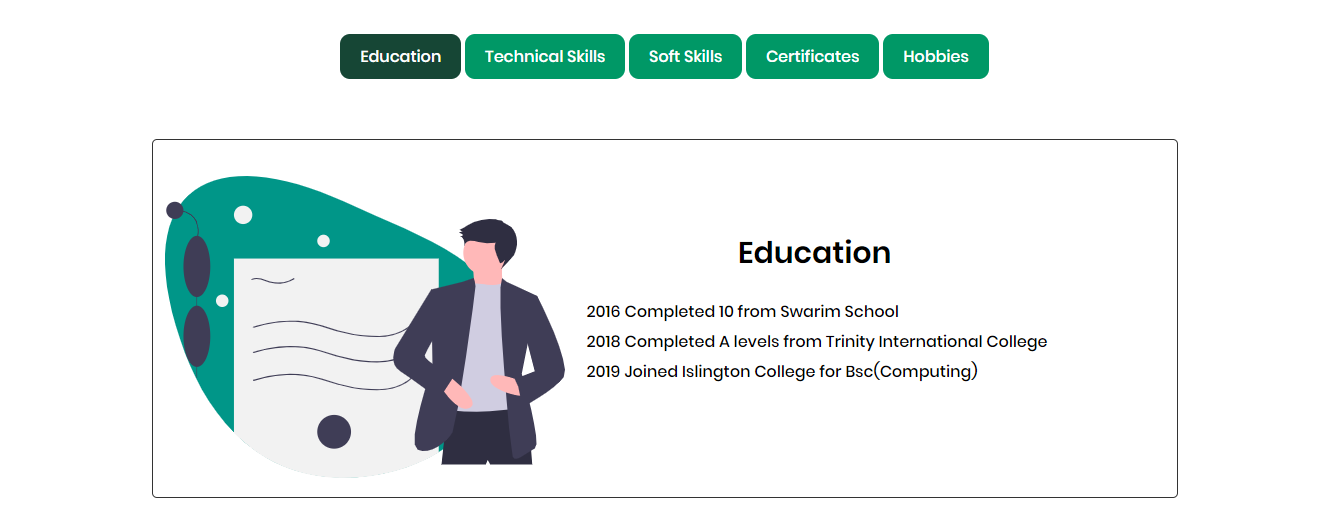 Education
Technical Skills
Soft Skills
Certificates
Hobbies
Education
2016 Completed 10 from Swarim School
2018 Completed A levels from Trinity International College
2019 Joined Islington College for Bsc(Computing)